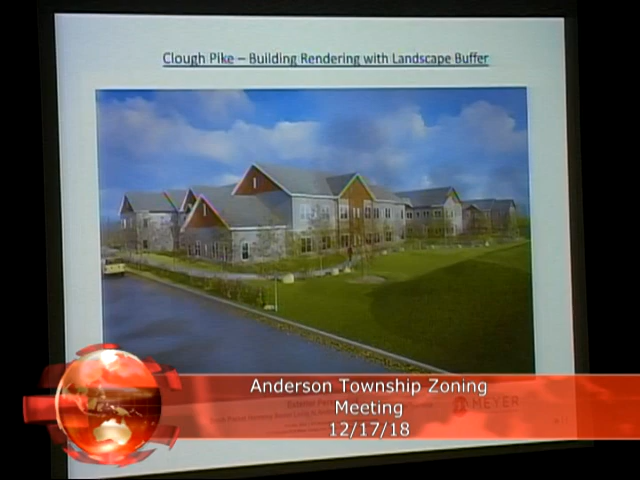 Clough Pike – Building Rendering with Landscape Buffer
Anderson Township Zoning
Meeting
12/17/18
MEYER